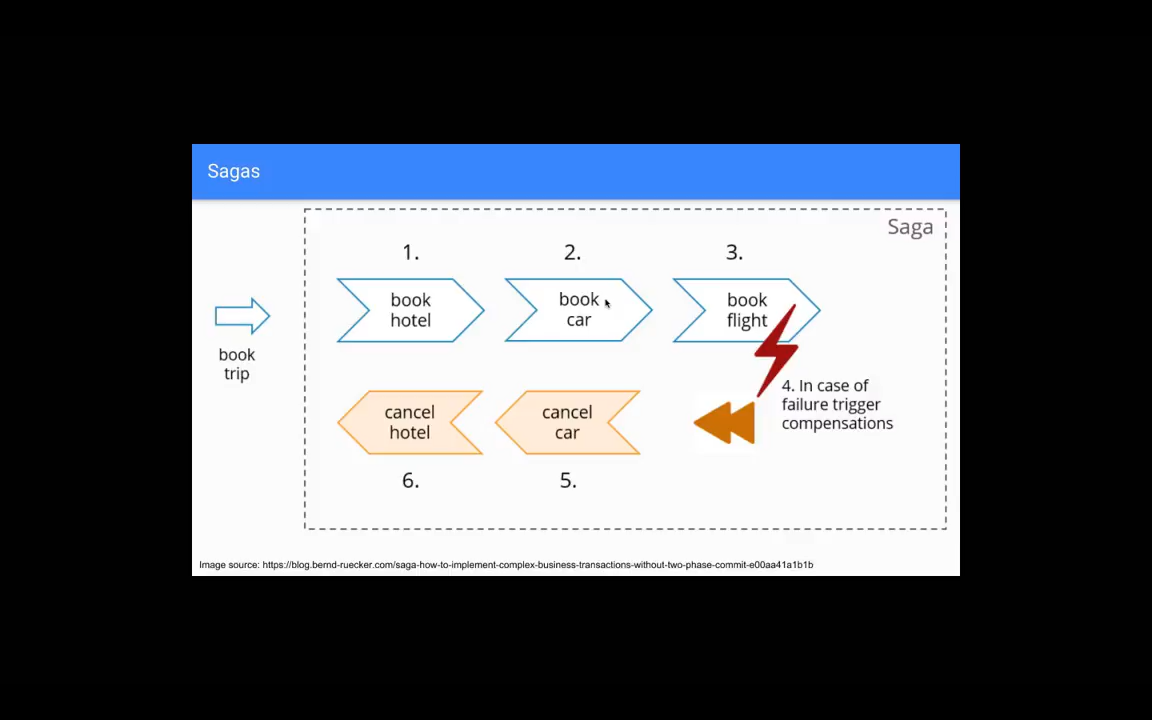 Sagas
Saga
1.
2.
3.
book
hotel
book
car
book
flight
book
trip
4. In case of
failure trigger
compensations
cancel
hotel
cancel
car
6.
5.
Image source: https://blog.bernd-ruecker.com/saga-how-to-implement-complex-business-transactions-without-two-phase-commit-e00aa41a1b1b